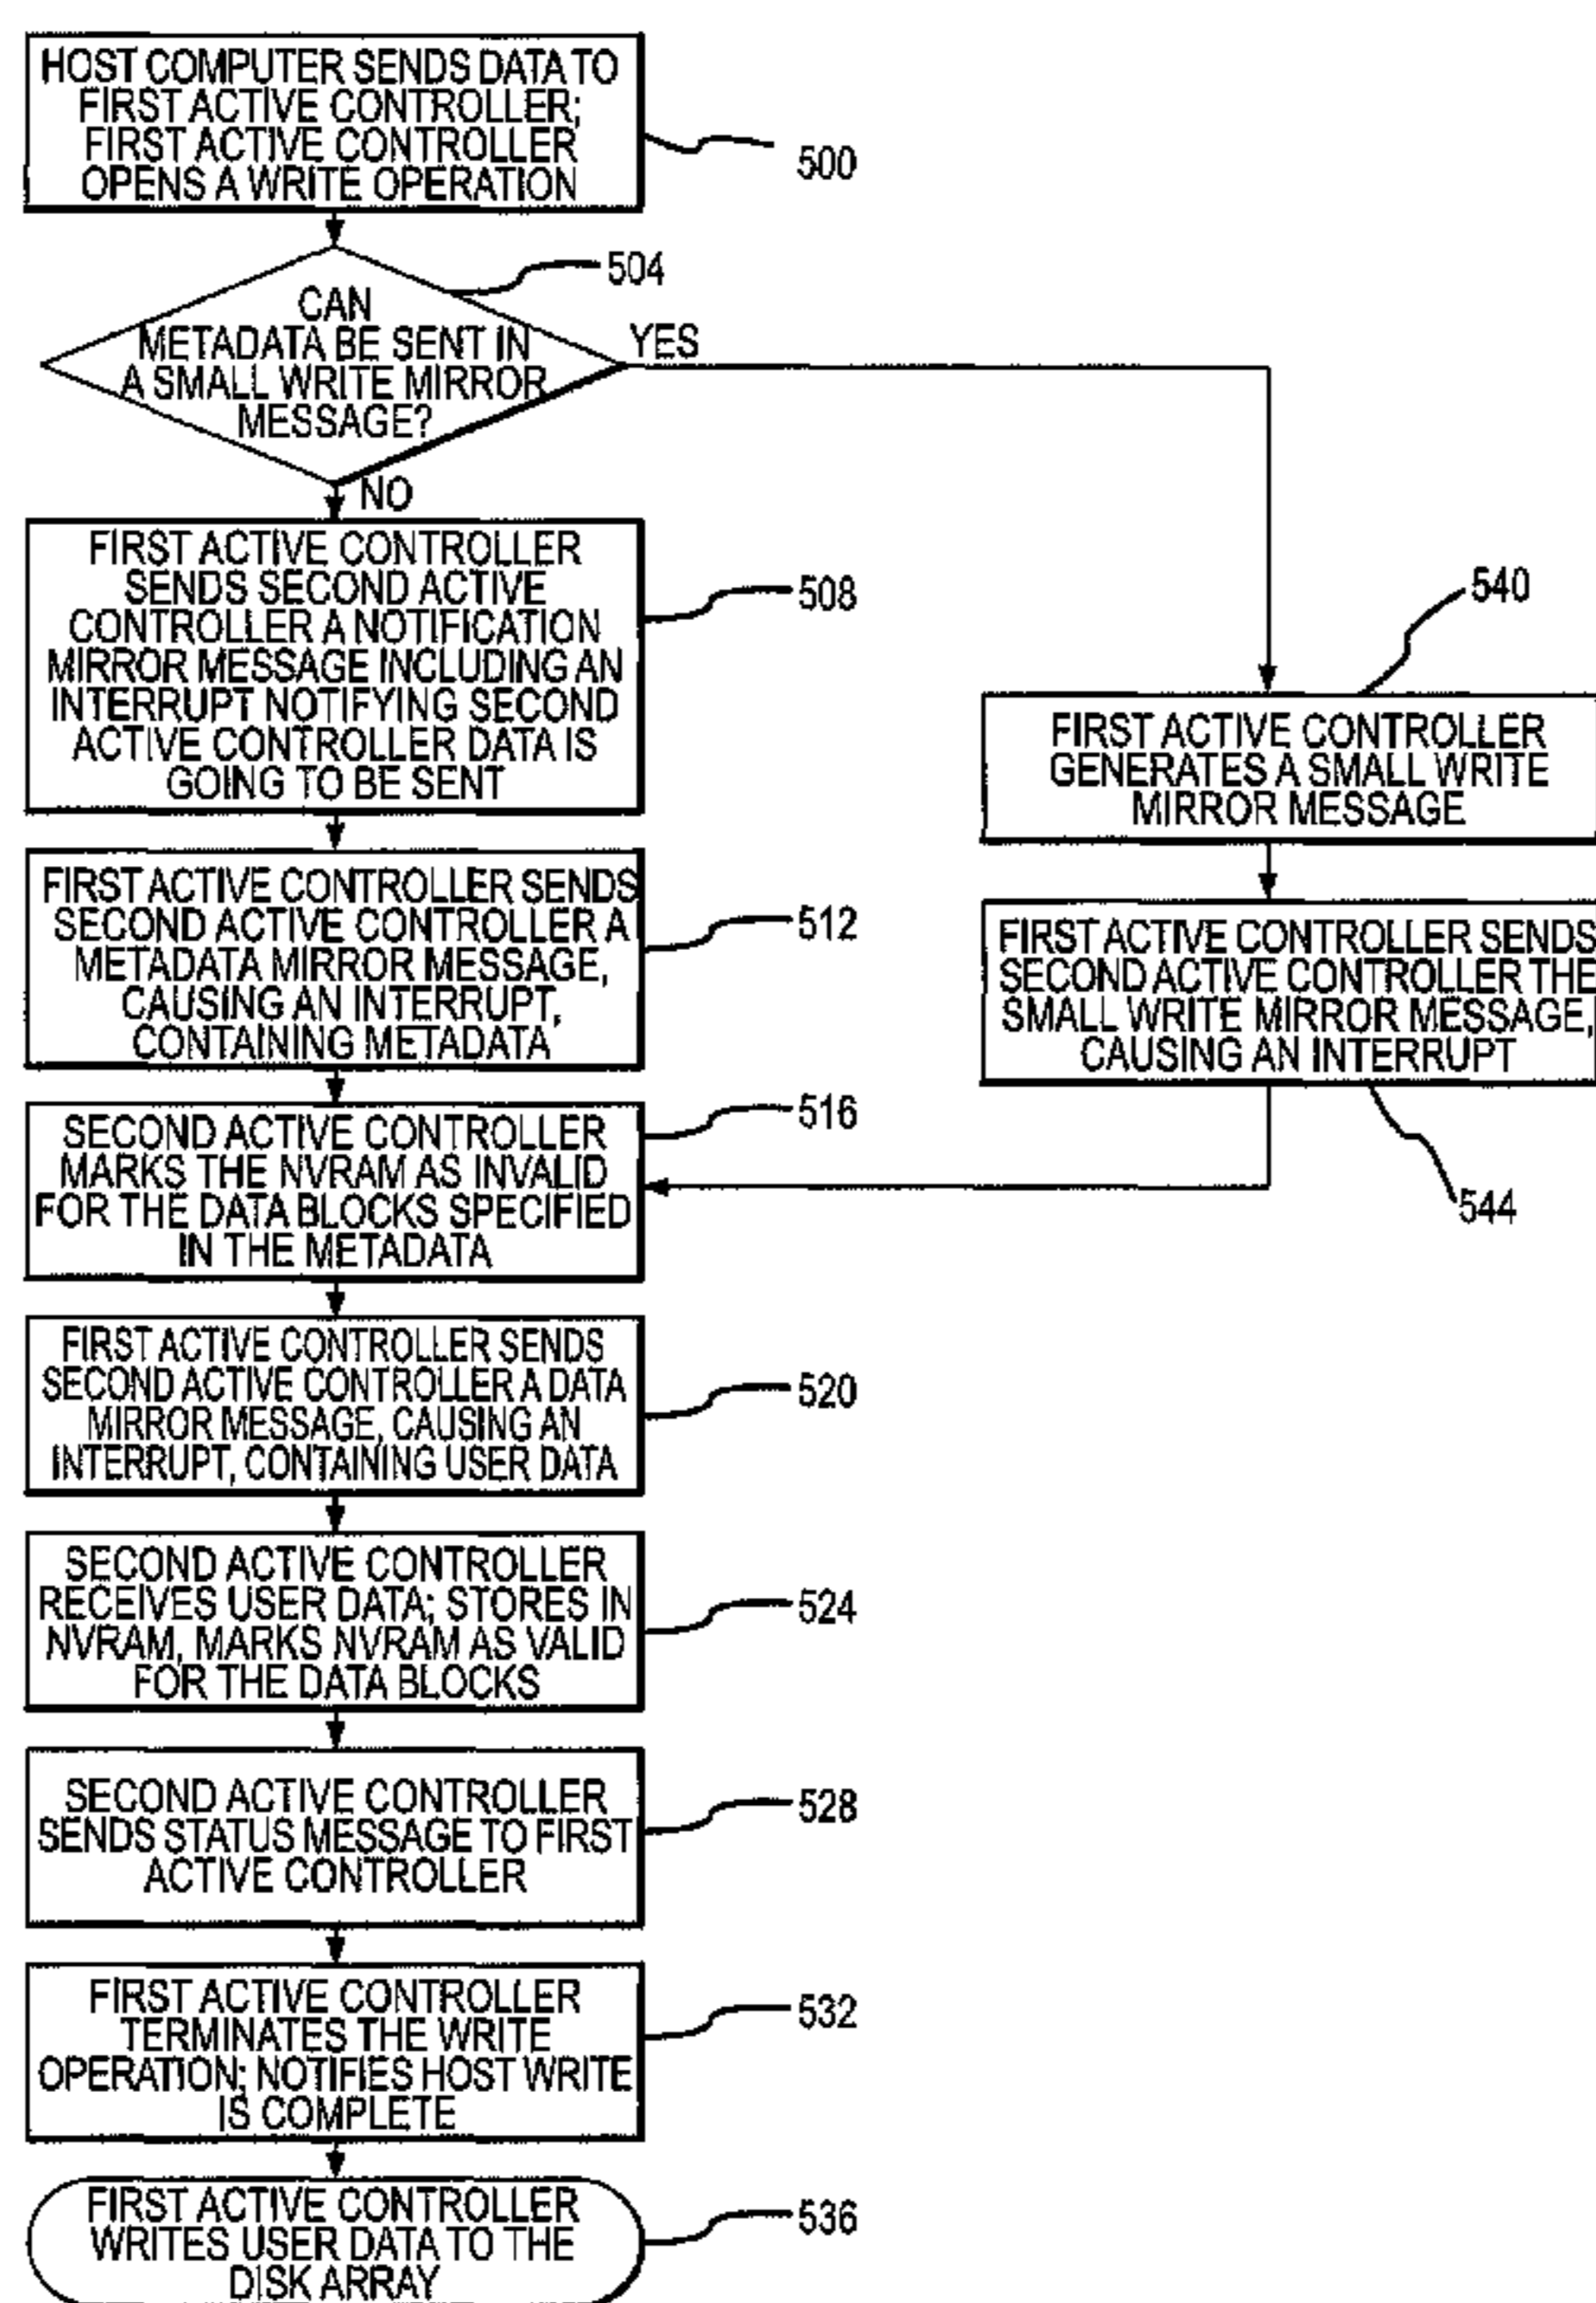 HOST COMPUTER SENDS DATA TO
FIRST ACTIVE CONTROLLER;
FIRST ACTIVE CONTROLLER
OPENS A WRITE OPERATION
500
504
CAN
METADATA BE SENT IN
A SMALL WRITE MIRROR
MESSAGE?
YES
NO
FIRST ACTIVE CONTROLLER
SENDS SECOND ACTIVE
CONTROLLER A NOTIFICATION
MIRROR MESSAGE INCLUDING AN
INTERRUPT NOTIFYING SECOND
ACTIVE CONTROLLER DATA IS
GOING TO BE SENT
508
540
FIRST ACTIVE CONTROLLER
GENERATES A SMALL WRITE
MIRROR MESSAGE
FIRST ACTIVE CONTROLLER SENDS
SECOND ACTIVE CONTROLLER A
METADATA MIRROR MESSAGE,
CAUSING AN INTERRUPT,
CONTAINING METADATA
512
FIRST ACTIVE CONTROLLER SENDS
SECOND ACTIVE CONTROLLER THE
SMALL WRITE MIRROR MESSAGE,
CAUSING AN INTERRUPT
544
SECOND ACTIVE CONTROLLER
MARKS THE NVRAM AS INVALID
FOR THE DATA BLOCKS SPECIFIED
IN THE METADATA
516
FIRST ACTIVE CONTROLLER SENDS
SECOND ACTIVE CONTROLLER A DATA
MIRROR MESSAGE, CAUSING AN
INTERRUPT, CONTAINING USER DATA
520
SECOND ACTIVE CONTROLLER
RECEIVES USER DATA; STORES IN
NVRAM, MARKS NVRAM AS VALID
FOR THE DATA BLOCKS
524
SECOND ACTIVE CONTROLLER
SENDS STATUS MESSAGE TO FIRST
ACTIVE CONTROLLER
528
FIRST ACTIVE CONTROLLER
TERMINATES THE WRITE
OPERATION; NOTIFIES HOST WRITE
IS COMPLETE
532
FIRST ACTIVE CONTROLLER
WRITES USER DATA TO THE
DISK ARRAY
536